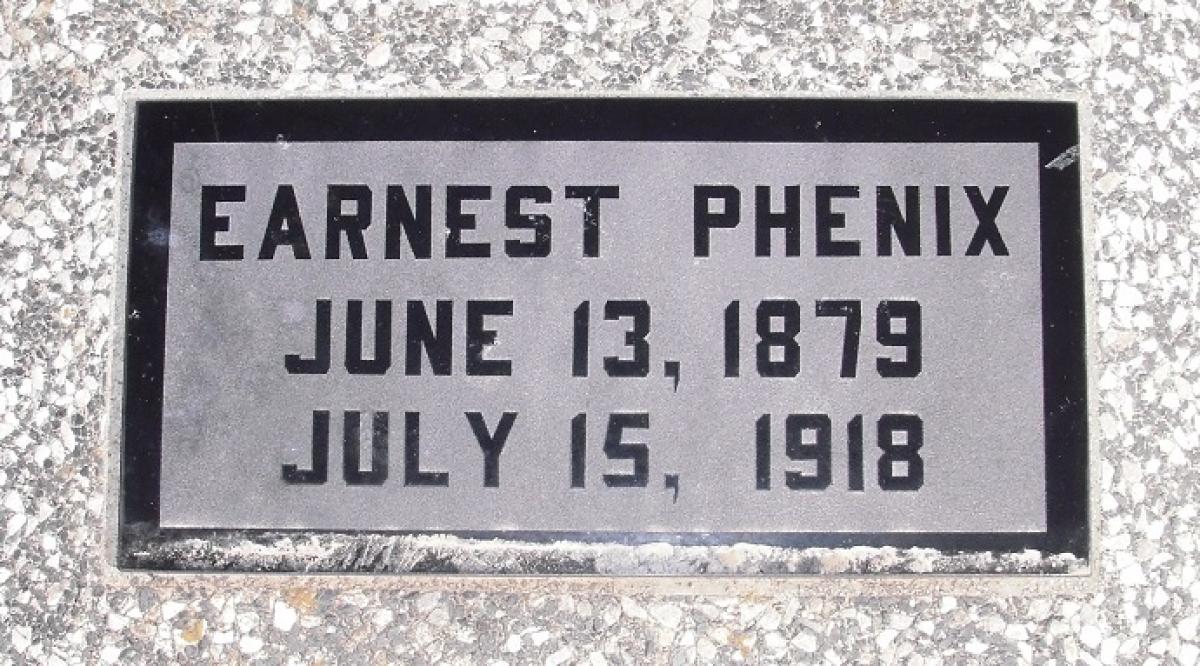 EARNEST PHENIX
JUNE 13, 1879
JULY 15, 1918